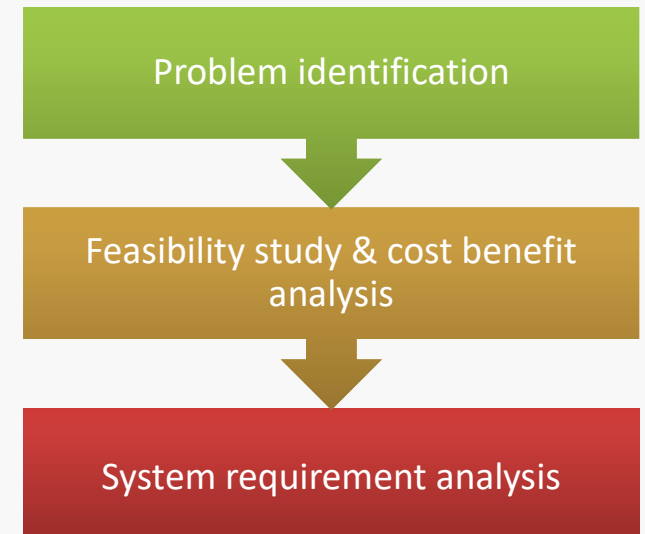 Problem identification
Feasibility study & cost benefit
analysis
System requirement analysis